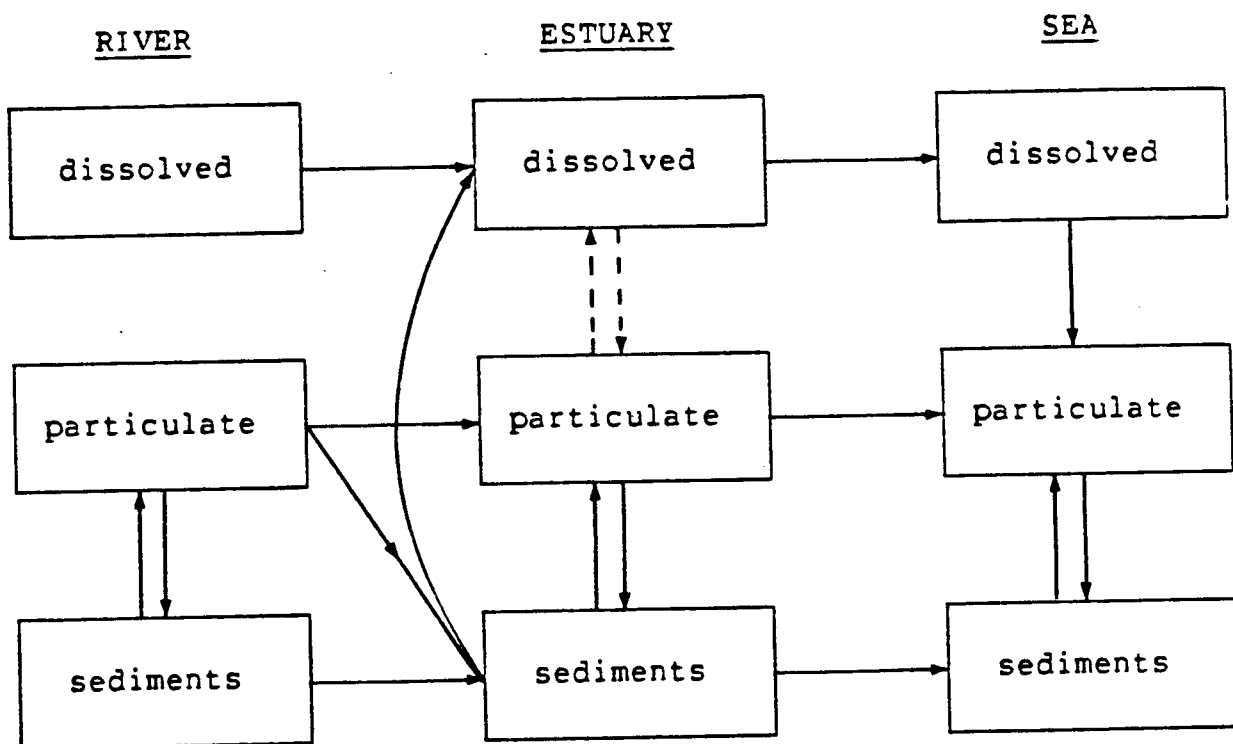 RIVER ESTUARY SEA
dissolved dissolved dissolved
particulate particulate particulate
sediments sediments sediments